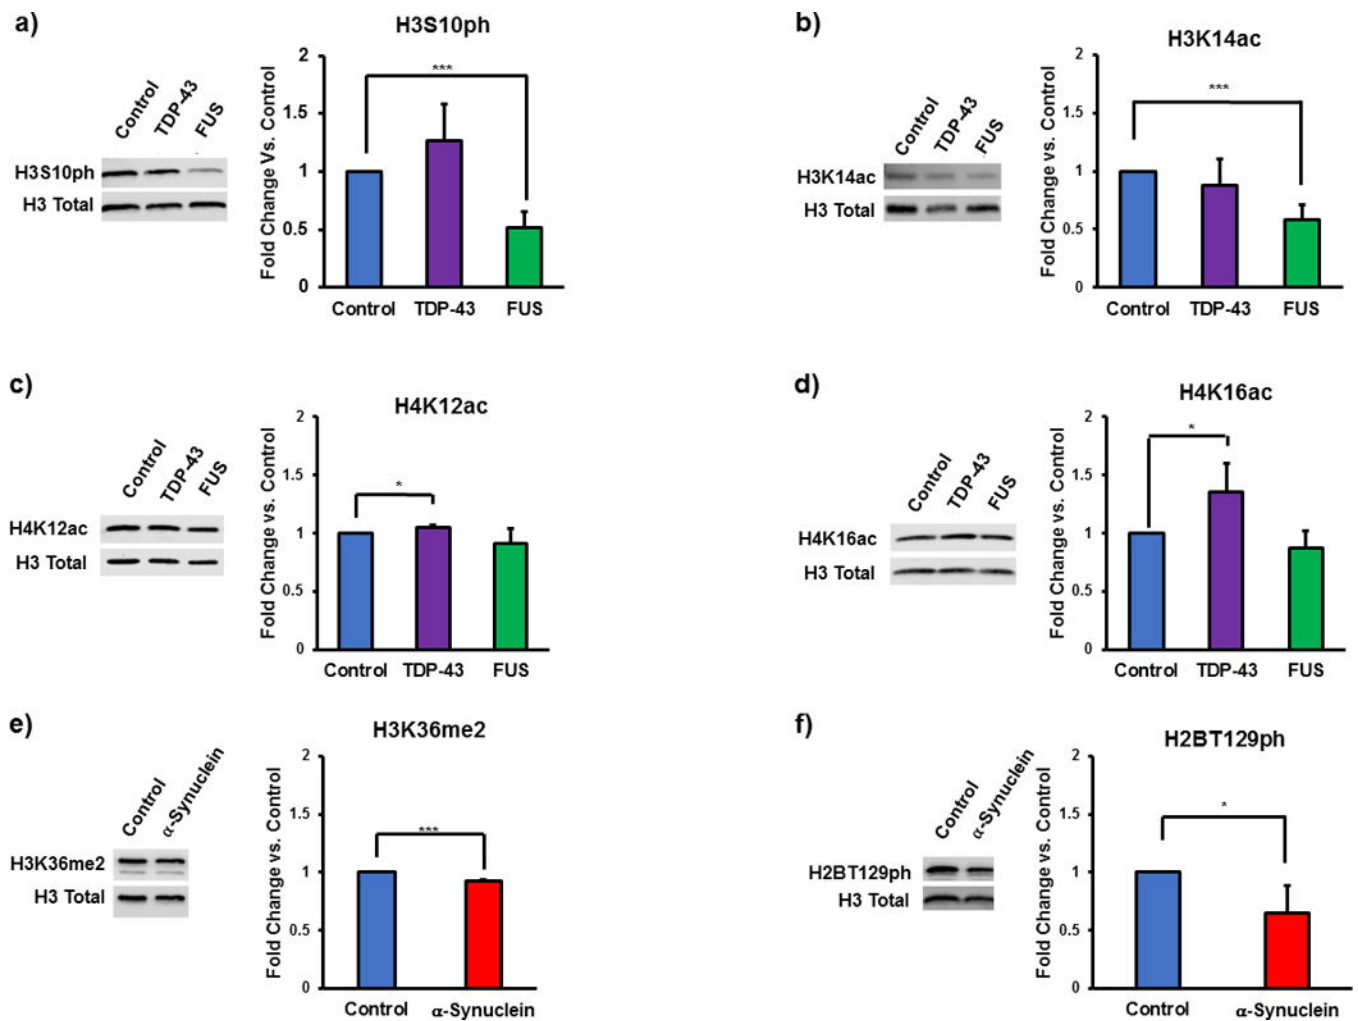 a)
H3S10ph
Control
TDP-43
FUS
H3S10ph
H3 Total
Fold Change Vs. Control
2
1.5
1
0.5
0
***
Control TDP-43 FUS
b)
H3K14ac
Control
TDP-43
FUS
H3K14ac
H3 Total
Fold Change vs. Control
2
1.5
1
0.5
0
***
Control TDP-43 FUS
c)
H4K12ac
Control
TDP-43
FUS
H4K12ac
H3 Total
Fold Change vs. Control
2
1.5
1
0.5
0
*
Control TDP-43 FUS
d)
H4K16ac
Control
TDP-43
FUS
H4K16ac
H3 Total
Fold Change vs. Control
2
1.5
1
0.5
0
*
Control TDP-43 FUS
e)
H3K36me2
Control
α-Synuclein
H3K36me2
H3 Total
Fold Change vs. Control
2
1.5
1
0.5
0
***
Control α-Synuclein
f)
H2BT129ph
Control
α-Synuclein
H2BT129ph
H3 Total
Fold Change vs. Control
2
1.5
1
0.5
0
*
Control α-Synuclein